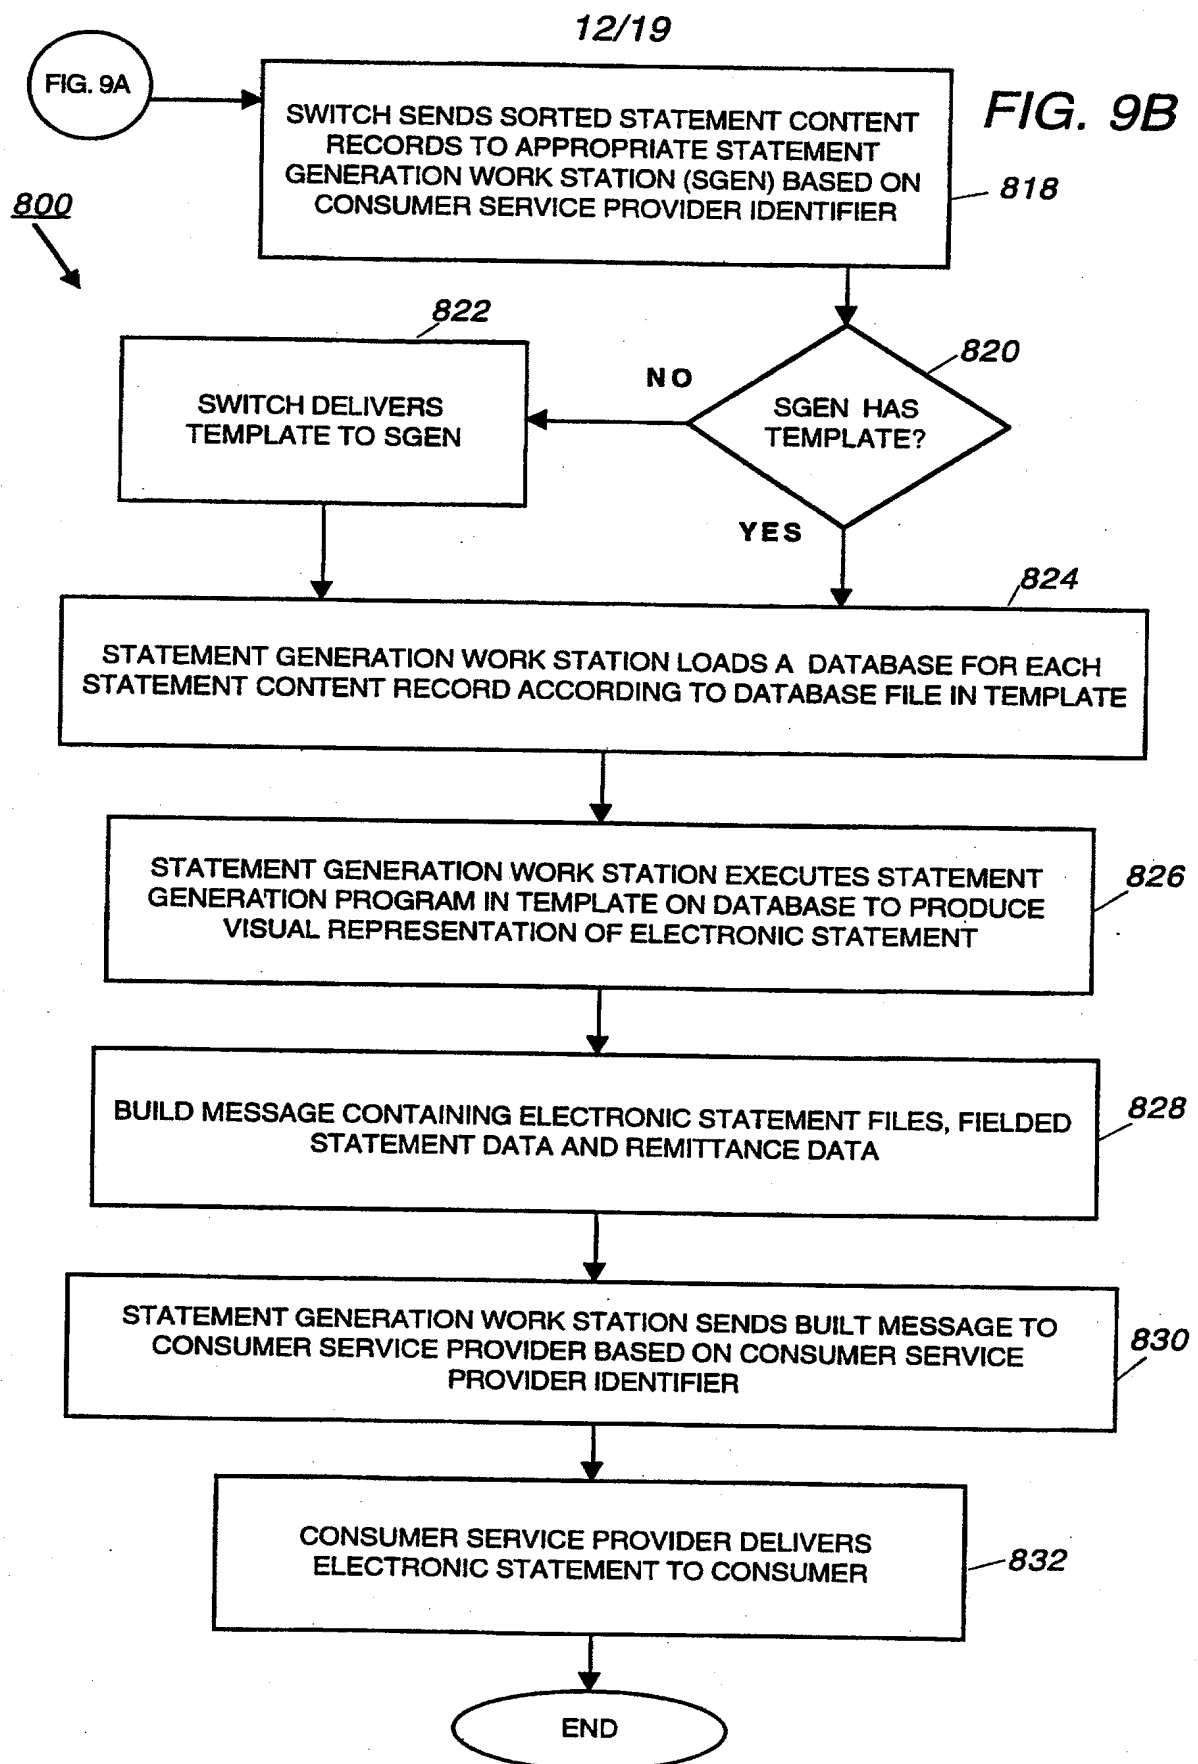 12/19
FIG. 9A
FIG. 9B
SWITCH SENDS SORTED STATEMENT CONTENT
RECORDS TO APPROPRIATE STATEMENT
GENERATION WORK STATION (SGEN) BASED ON
CONSUMER SERVICE PROVIDER IDENTIFIER
818
800
822
820
NO
SWITCH DELIVERS
TEMPLATE TO SGEN
SGEN HAS
TEMPLATE?
YES
824
STATEMENT GENERATION WORK STATION LOADS A DATABASE FOR EACH
STATEMENT CONTENT RECORD ACCORDING TO DATABASE FILE IN TEMPLATE
STATEMENT GENERATION WORK STATION EXECUTES STATEMENT
GENERATION PROGRAM IN TEMPLATE ON DATABASE TO PRODUCE
VISUAL REPRESENTATION OF ELECTRONIC STATEMENT
826
BUILD MESSAGE CONTAINING ELECTRONIC STATEMENT FILES, FIELDED
STATEMENT DATA AND REMITTANCE DATA
828
STATEMENT GENERATION WORK STATION SENDS BUILT MESSAGE TO
CONSUMER SERVICE PROVIDER BASED ON CONSUMER SERVICE
PROVIDER IDENTIFIER
830
CONSUMER SERVICE PROVIDER DELIVERS
ELECTRONIC STATEMENT TO CONSUMER
832
END